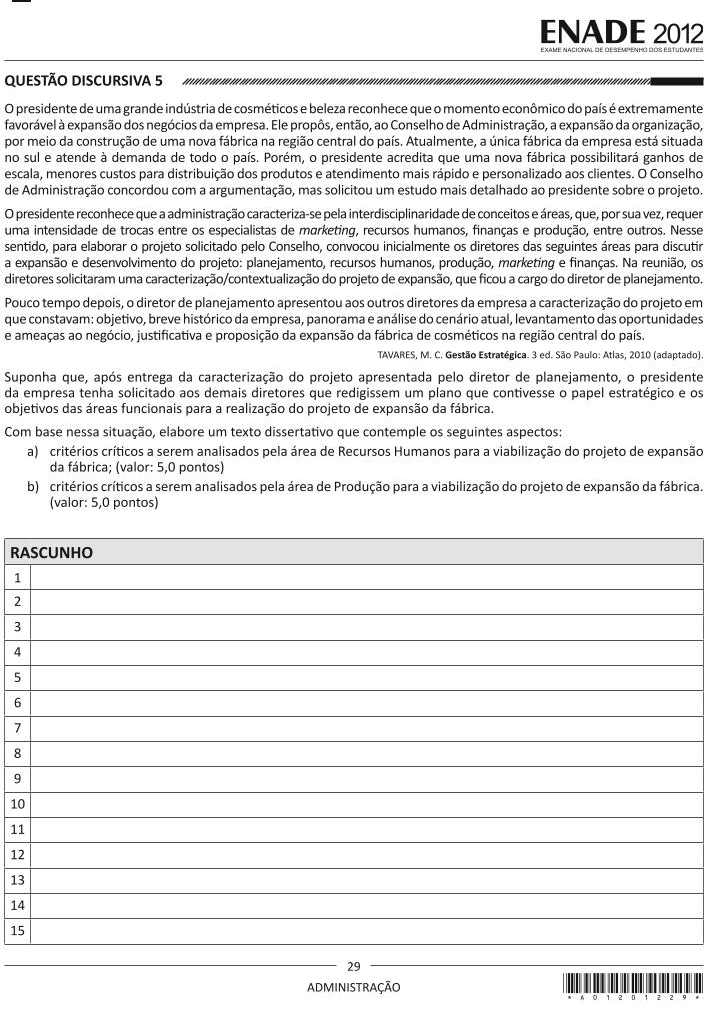 ENADE 2012
EXAME NACIONAL DE DESEMPENHO DOS ESTUDANTES
QUESTÃO DISCURSIVA 5
O presidente de uma grande indústria de cosméticos e beleza reconhece que o momento econômico do país é extremamente
favorável à expansão dos negócios da empresa. Ele propôs, então, ao Conselho de Administração, a expansão da organização,
por meio da construção de uma nova fábrica na região central do país. Atualmente, a única fábrica da empresa está situada
no sul e atende à demanda de todo o país. Porém, o presidente acredita que uma nova fábrica possibilitará ganhos de
escala, menores custos para distribuição dos produtos e atendimento mais rápido e personalizado aos clientes. O Conselho
de Administração concordou com a argumentação, mas solicitou um estudo mais detalhado ao presidente sobre o projeto.
O presidente reconhece que a administração caracteriza-se pela interdisciplinaridade de conceitos e áreas, que, por sua vez, requer
uma intensidade de trocas entre os especialistas de marketing, recursos humanos, finanças e produção, entre outros. Nesse
sentido, para elaborar o projeto solicitado pelo Conselho, convocou inicialmente os diretores das seguintes áreas para discutir
a expansão e desenvolvimento do projeto: planejamento, recursos humanos, produção, marketing e finanças. Na reunião, os
diretores solicitaram uma caracterização/contextualização do projeto de expansão, que ficou a cargo do diretor de planejamento.
Pouco tempo depois, o diretor de planejamento apresentou aos outros diretores da empresa a caracterização do projeto em
que constavam: objetivo, breve histórico da empresa, panorama e análise do cenário atual, levantamento das oportunidades
e ameaças ao negócio, justificativa e proposição da expansão da fábrica de cosméticos na região central do país.
TAVARES, M. C. Gestão Estratégica. 3 ed. São Paulo: Atlas, 2010 (adaptado).
Suponha que, após entrega da caracterização do projeto apresentada pelo diretor de planejamento, o presidente
da empresa tenha solicitado aos demais diretores que redigissem um plano que contivesse o papel estratégico e os
objetivos das áreas funcionais para a realização do projeto de expansão da fábrica.
Com base nessa situação, elabore um texto dissertativo que contemple os seguintes aspectos:
a) critérios críticos a serem analisados pela área de Recursos Humanos para a viabilização do projeto de expansão
da fábrica; (valor: 5,0 pontos)
b) critérios críticos a serem analisados pela área de Produção para a viabilização do projeto de expansão da fábrica.
(valor: 5,0 pontos)
RASCUNHO
1
2
3
4
5
6
7
8
9
10
11
12
13
14
15
29
ADMINISTRAÇÃO
* A 0 1 2 0 1 2 2 9 *